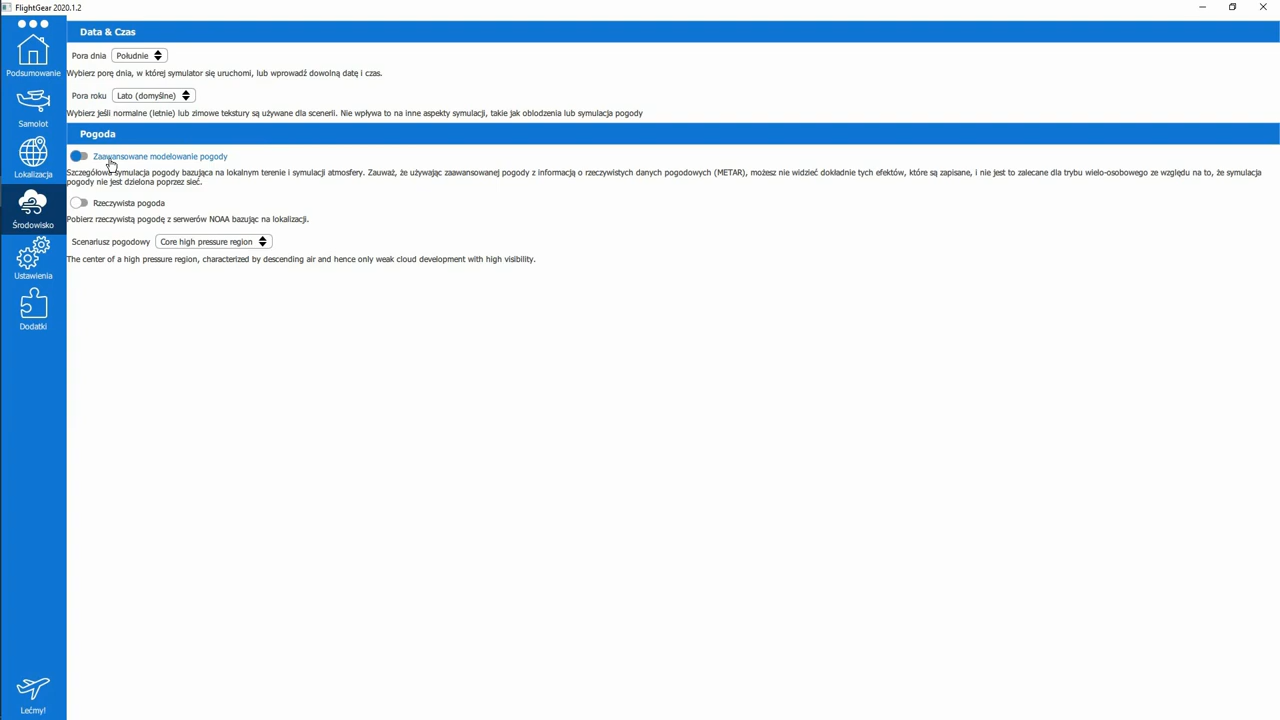 FlightGear 2020.1.2
Podsumowanie
Samolot
Lokalizacja
Środowisko
Ustawienia
Dodatki
Lećmy!
Data & Czas
Pora dnia Południe
Wybierz porę dnia, w której symulator się uruchomi, lub wprowadź dowolną datę i czas.
Pora roku Lato (domyślne)
Wybierz jeśli normalne (letnie) lub zimowe tekstury są używane dla scenerii. Nie wpływa to na inne aspekty symulacji, takie jak oblodzenia lub symulacja pogody
Pogoda
Zaawansowane modelowanie pogody
Szczegółowa symulacja pogody bazująca na lokalnym terenie i symulacji atmosfery. Zauważ, że używając zaawansowanej pogody z informacją o rzeczywistych danych pogodowych (METAR), możesz nie widzieć dokładnie tych efektów, które są zapisane, i nie jest to zalecane dla trybu wielo-osobowego ze względu na to, że symulacja
pogody nie jest dzielona poprzez sieć.
Rzeczywista pogoda
Pobierz rzeczywistą pogodę z serwerów NOAA bazując na lokalizacji.
Scenariusz pogodowy Core high pressure region
The center of a high pressure region, characterized by descending air and hence only weak cloud development with high visibility.